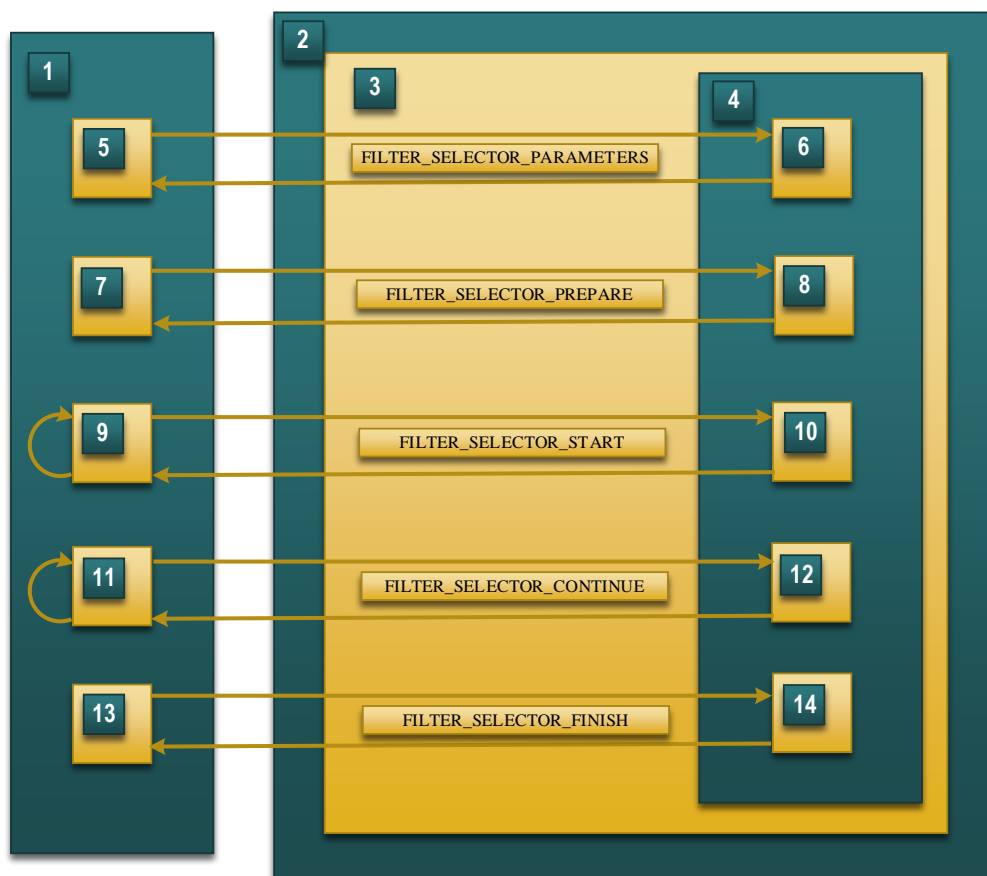 1
2
3
4
5
6
FILTER_SELECTOR_PARAMETERS
7
8
FILTER_SELECTOR_PREPARE
9
10
FILTER_SELECTOR_START
11
12
FILTER_SELECTOR_CONTINUE
13
14
FILTER_SELECTOR_FINISH